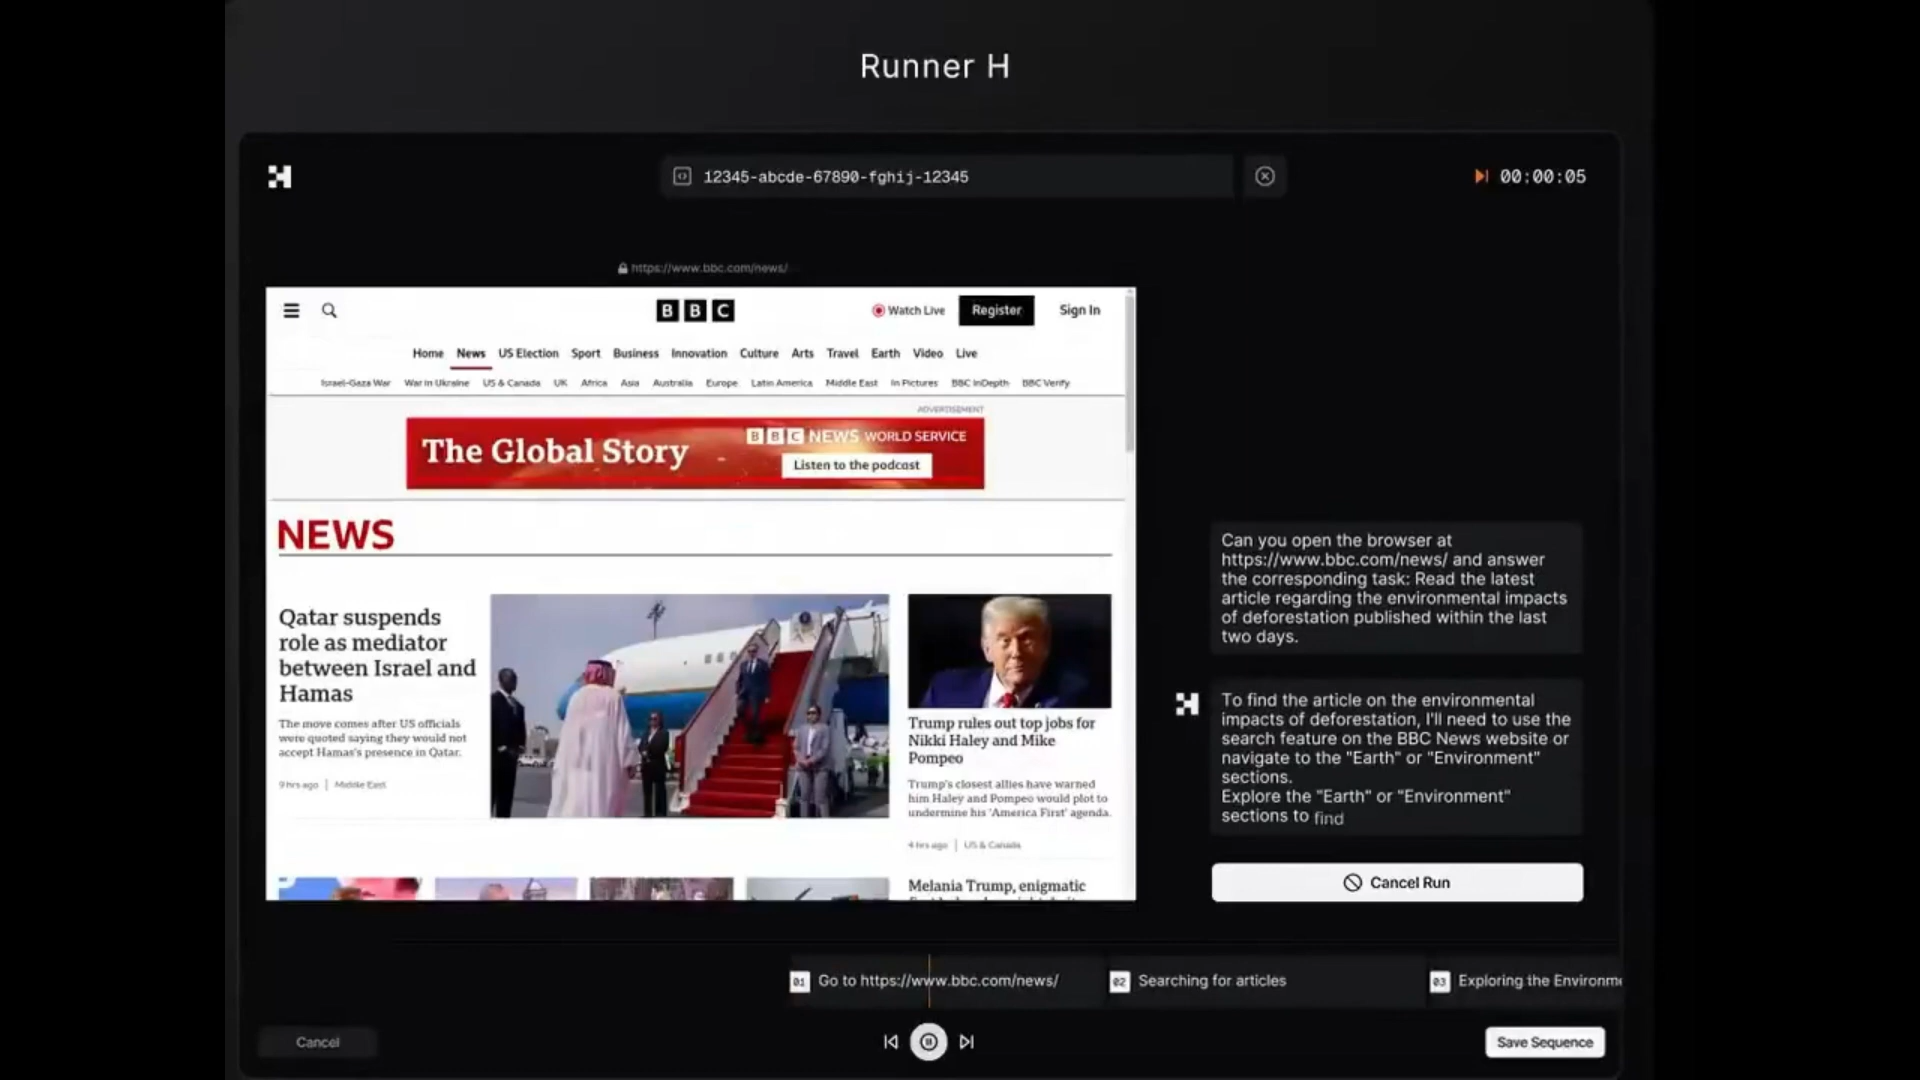 Runner H
12345-abcde-67890-fghij-12345
00:00:05
https://www.bbc.com/news/
BBC
Watch Live
Register
Sign In
Home News US Election Sport Business Innovation Culture Arts Travel Earth Video Live
Israel-Gaza War War in Ukraine US & Canada UK Africa Asia Australia Europe Latin America Middle East In Pictures BBC InDepth BBC Verify
ADVERTISEMENT
The Global Story
BBC NEWS WORLD SERVICE
Listen to the podcast
NEWS
Qatar suspends
role as mediator
between Israel and
Hamas
The move comes after US officials
were quoted saying they would not
accept Hamas's presence in Qatar.
9 hrs ago | Middle East
Trump rules out top jobs for
Nikki Haley and Mike
Pompeo
Trump's closest allies have warned
him Haley and Pompeo would plot to
undermine his 'America First' agenda.
4 hrs ago | US & Canada
Melania Trump, enigmatic
Can you open the browser at
https://www.bbc.com/news/ and answer
the corresponding task: Read the latest
article regarding the environmental impacts
of deforestation published within the last
two days.
To find the article on the environmental
impacts of deforestation, I'll need to use the
search feature on the BBC News website or
navigate to the "Earth" or "Environment"
sections.
Explore the "Earth" or "Environment"
sections to find
Cancel Run
01 Go to https://www.bbc.com/news/
02 Searching for articles
03 Exploring the Environme
Cancel
Save Sequence